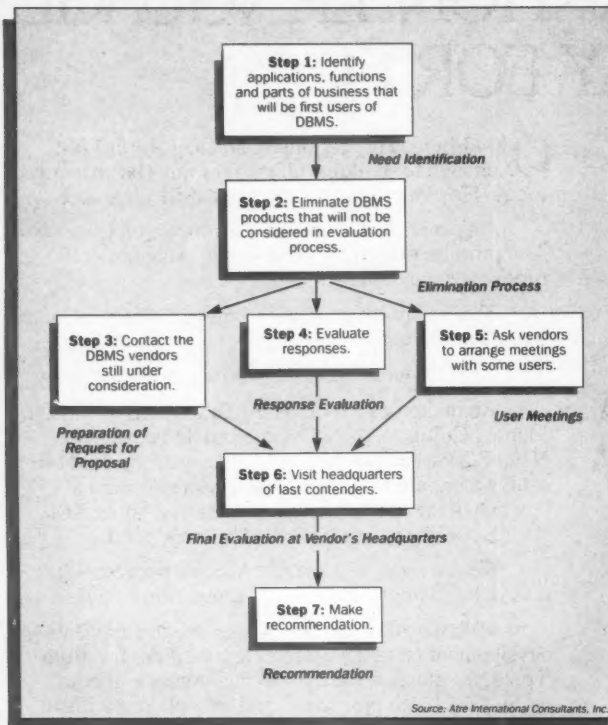 Step 1: Identify
applications, functions
and parts of business that
will be first users of
DBMS.
Need Identification
Step 2: Eliminate DBMS
products that will not be
considered in evaluation
process.
Elimination Process
Step 3: Contact the
DBMS vendors
still under
consideration.
Preparation of
Request for
Proposal
Step 4: Evaluate
responses.
Response Evaluation
Step 5: Ask vendors
to arrange meetings
with some users.
User Meetings
Step 6: Visit headquarters
of last contenders.
Final Evaluation at Vendor's Headquarters
Step 7: Make
recommendation.
Recommendation
Source: Atre International Consultants, Inc.